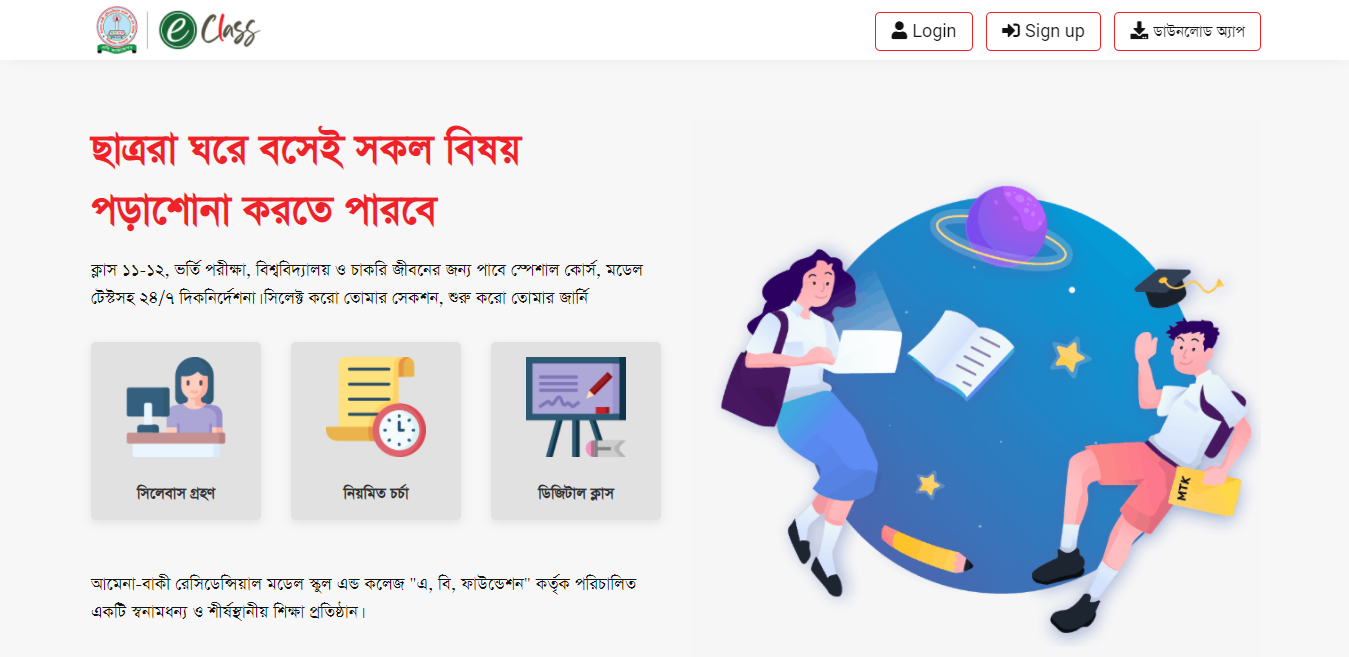 e Class
Login
Sign up
ডাউনলোড অ্যাপ
ছাত্ররা ঘরে বসেই সকল বিষয়
পড়াশোনা করতে পারবে
ক্লাস ১১-১২, ভর্তি পরীক্ষা, বিশ্ববিদ্যালয় ও চাকরি জীবনের জন্য পাবে স্পেশাল কোর্স, মডেল
টেস্টসহ ২৪/৭ দিকনির্দেশনা।সিলেক্ট করো তোমার সেকশন, শুরু করো তোমার জার্নি
সিলেবাস গ্রহণ
নিয়মিত চর্চা
ডিজিটাল ক্লাস
আমেনা-বাকী রেসিডেন্সিয়াল মডেল স্কুল এন্ড কলেজ "এ, বি, ফাউন্ডেশন" কর্তৃক পরিচালিত
একটি স্বনামধন্য ও শীর্ষস্থানীয় শিক্ষা প্রতিষ্ঠান।
MTK